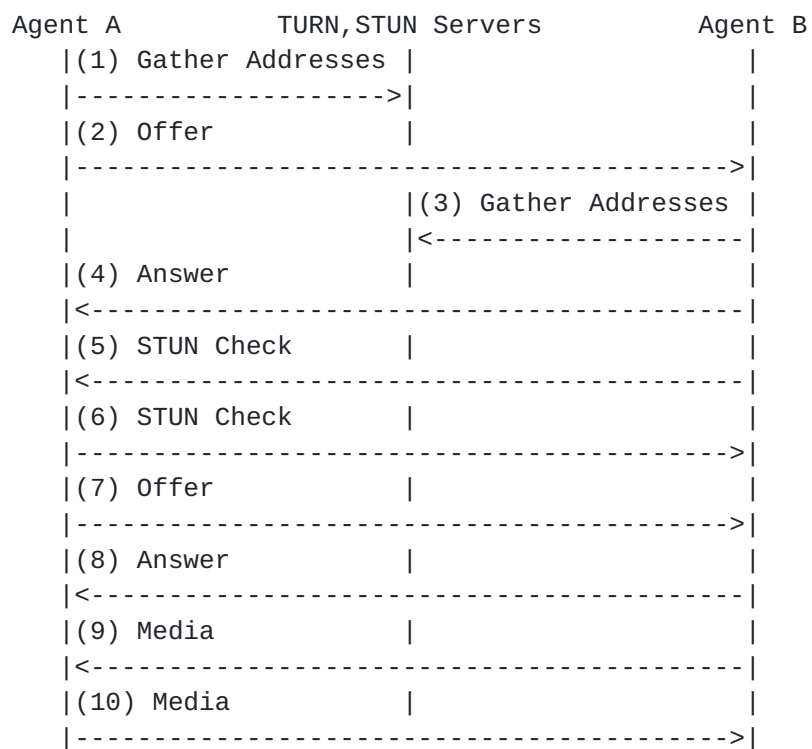 Agent A         TURN,STUN Servers         Agent B
   |(1) Gather Addresses |                     |
   |-------------------->|                     |
   |(2) Offer            |                     |
   |------------------------------------------>|
   |                     |(3) Gather Addresses |
   |                     |<--------------------|
   |(4) Answer           |                     |
   |<------------------------------------------|
   |(5) STUN Check       |                     |
   |<------------------------------------------|
   |(6) STUN Check       |                     |
   |------------------------------------------>|
   |(7) Offer            |                     |
   |------------------------------------------>|
   |(8) Answer           |                     |
   |<------------------------------------------|
   |(9) Media            |                     |
   |<------------------------------------------|
   |(10) Media           |                     |
   |------------------------------------------>|